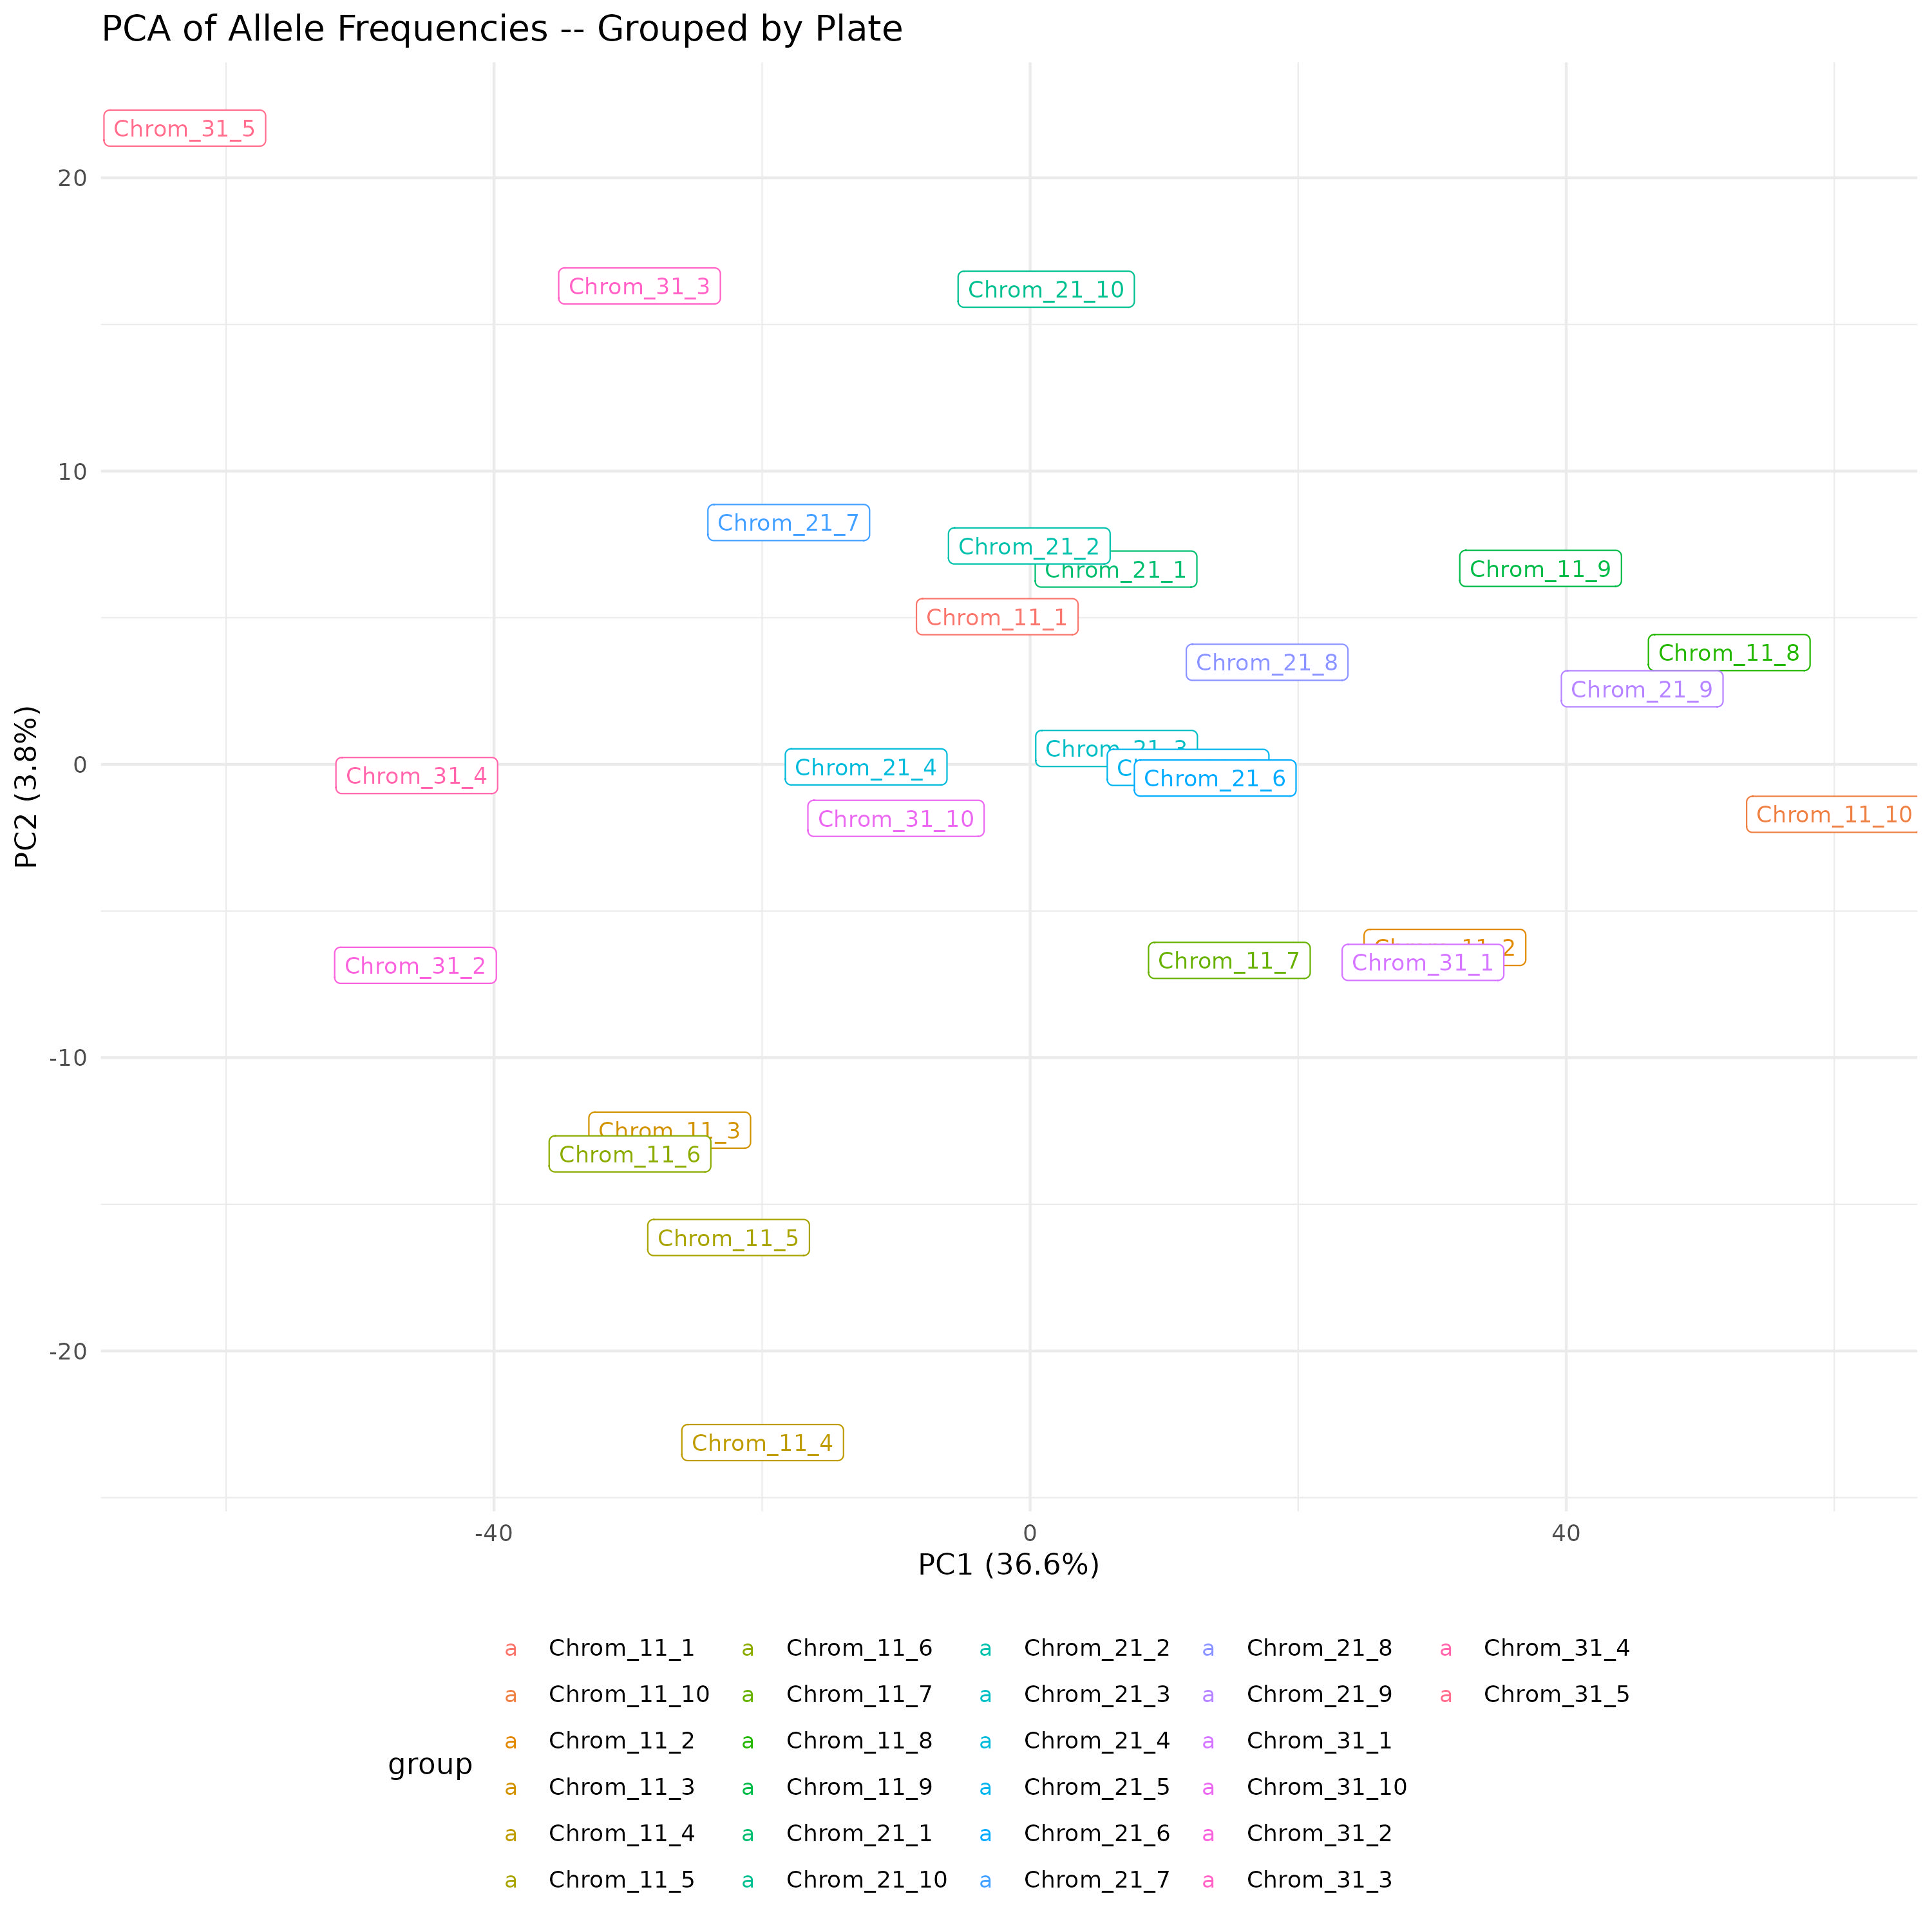 PCA of Allele Frequencies -- Grouped by Plate
Chrom_31_5
20
Chrom_31_3
Chrom_21_10
10
Chrom_21_7
Chrom_21_2
Chrom_21_1
Chrom_11_9
Chrom_11_1
Chrom_11_8
Chrom_21_8
Chrom_21_9
Chrom_21_3
0
Chrom_21_4
Chrom_31_4
Chrom_21_6
Chrom_31_10
Chrom_11_10
PC2 (3.8%)
Chrom_11_2
Chrom_11_7
Chrom_31_1
Chrom_31_2
-10
Chrom_11_3
Chrom_11_6
Chrom_11_5
-20
Chrom_11_4
-40 0 40
PC1 (36.6%)
group
a Chrom_11_1
a Chrom_11_10
a Chrom_11_2
a Chrom_11_3
a Chrom_11_4
a Chrom_11_5
a Chrom_11_6
a Chrom_11_7
a Chrom_11_8
a Chrom_11_9
a Chrom_21_1
a Chrom_21_10
a Chrom_21_2
a Chrom_21_3
a Chrom_21_4
a Chrom_21_5
a Chrom_21_6
a Chrom_21_7
a Chrom_21_8
a Chrom_21_9
a Chrom_31_1
a Chrom_31_10
a Chrom_31_2
a Chrom_31_3
a Chrom_31_4
a Chrom_31_5